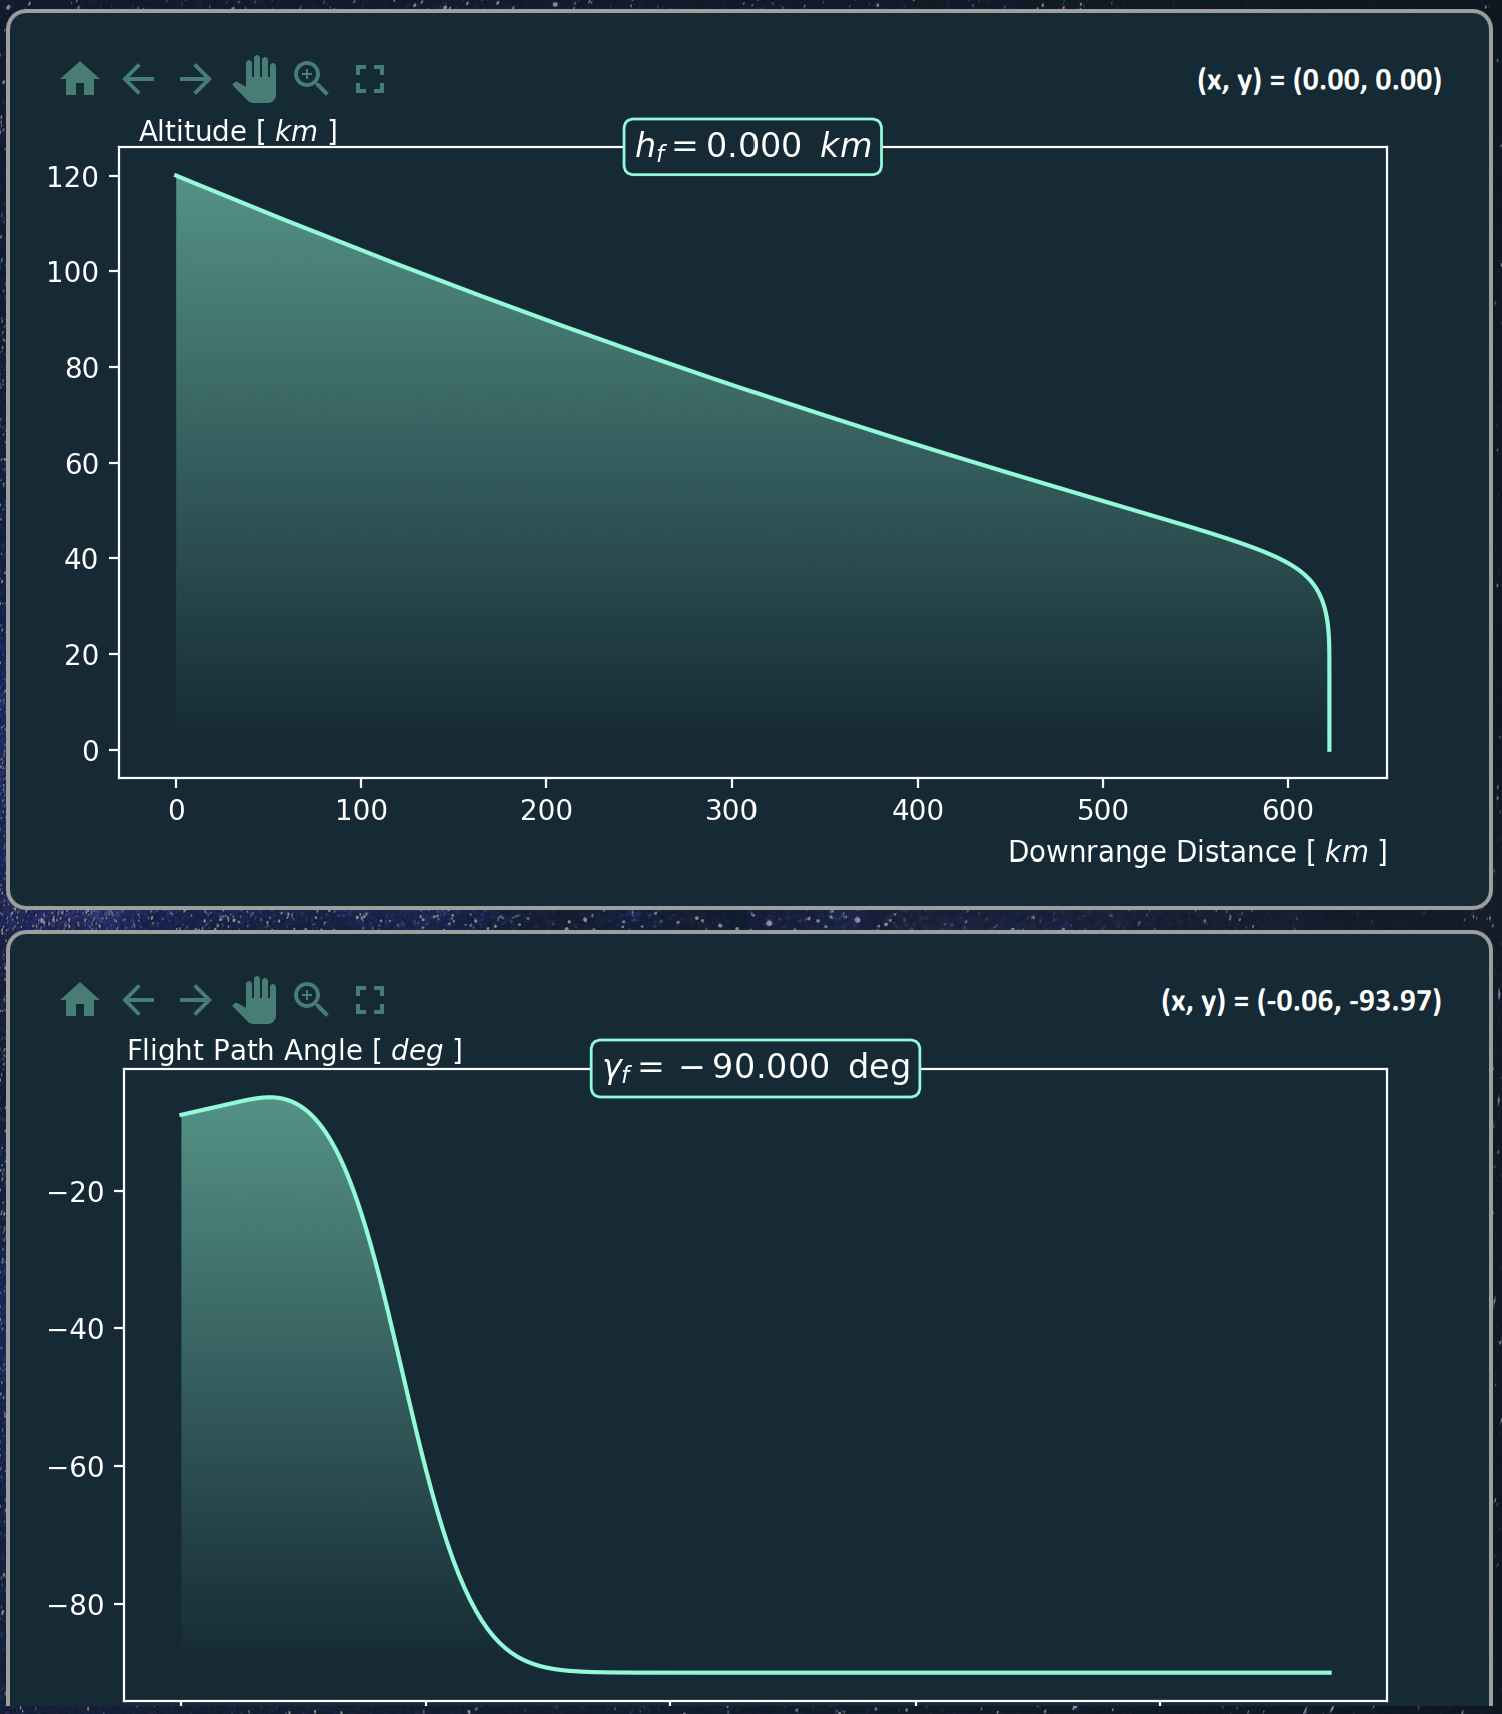 (x, y) = (0.00, 0.00)
Altitude [ km ]
h_f = 0.000 km
120
100
80
60
40
20
0
0 100 200 300 400 500 600
Downrange Distance [ km ]
(x, y) = (-0.06, -93.97)
Flight Path Angle [ deg ]
γ_f = −90.000 deg
−20
−40
−60
−80